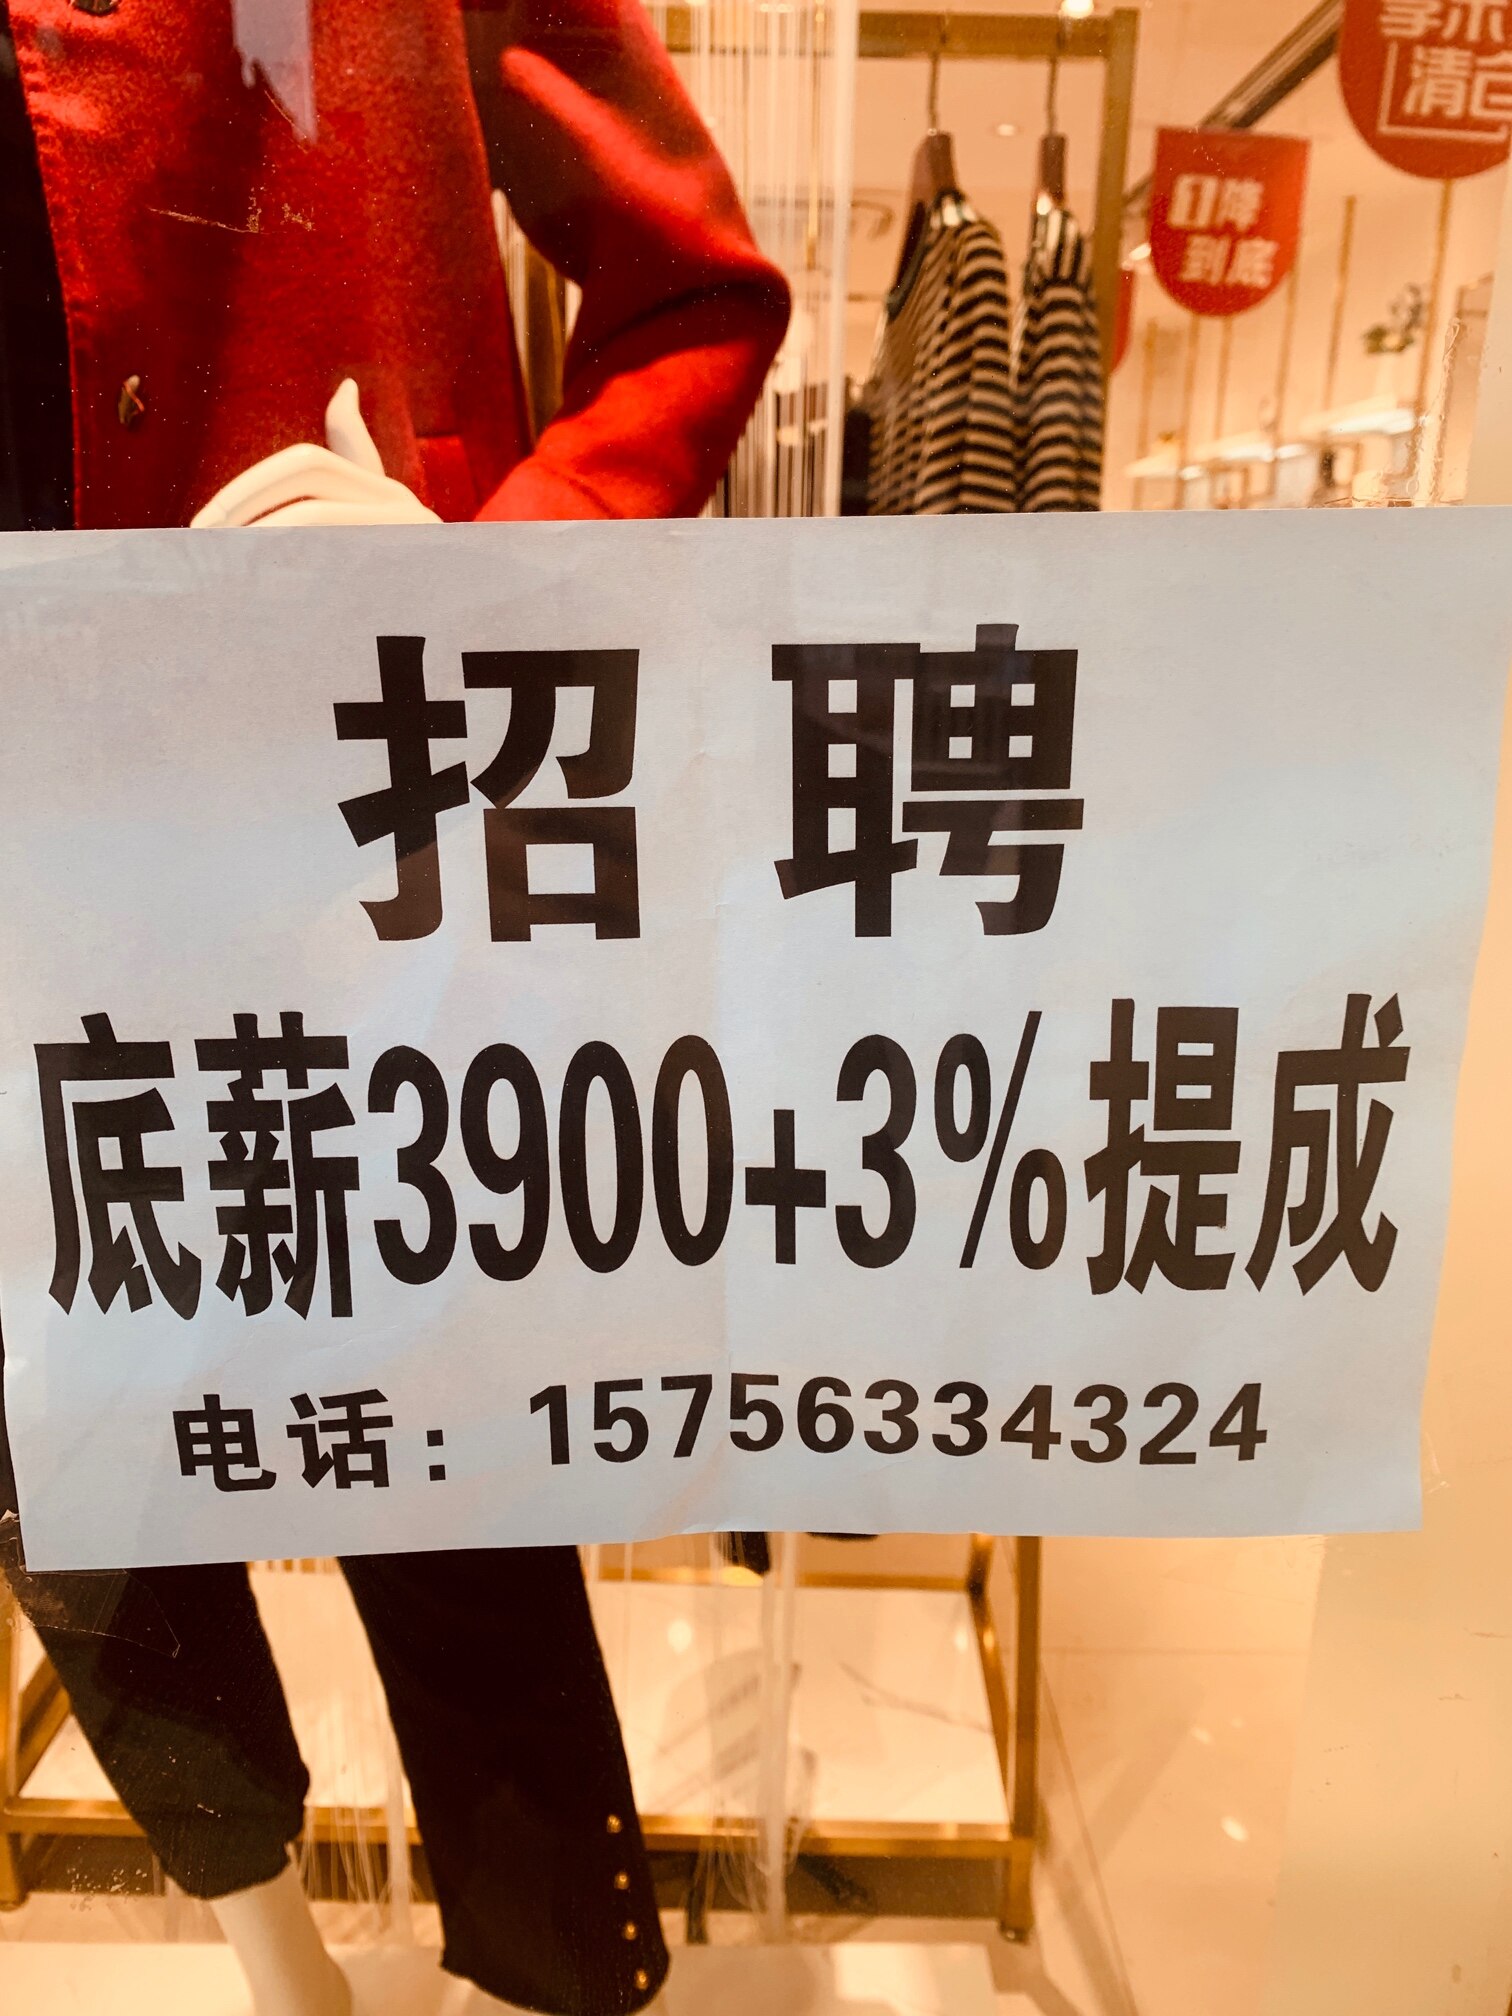 清仓
降
到底
招聘
底薪3900+3%提成
电话：15756334324